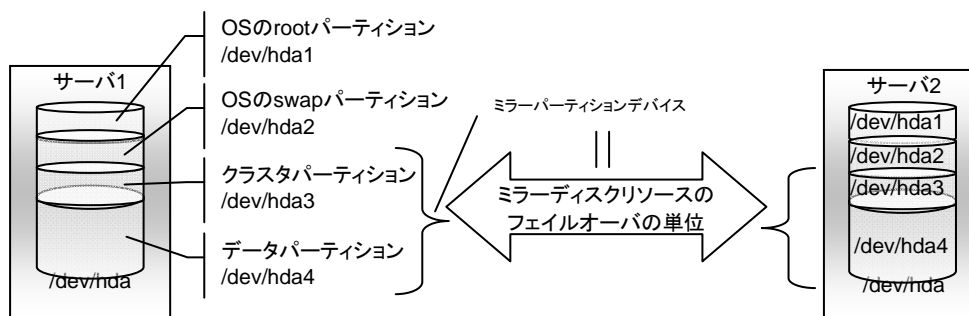 サーバ1
/dev/hda
OSのrootパーティション
/dev/hda1
OSのswapパーティション
/dev/hda2
クラスタパーティション
/dev/hda3
データパーティション
/dev/hda4
ミラーパーティションデバイス
ミラーディスクリソースの
フェイルオーバの単位
サーバ2
/dev/hda1
/dev/hda2
/dev/hda3
/dev/hda4
/dev/hda